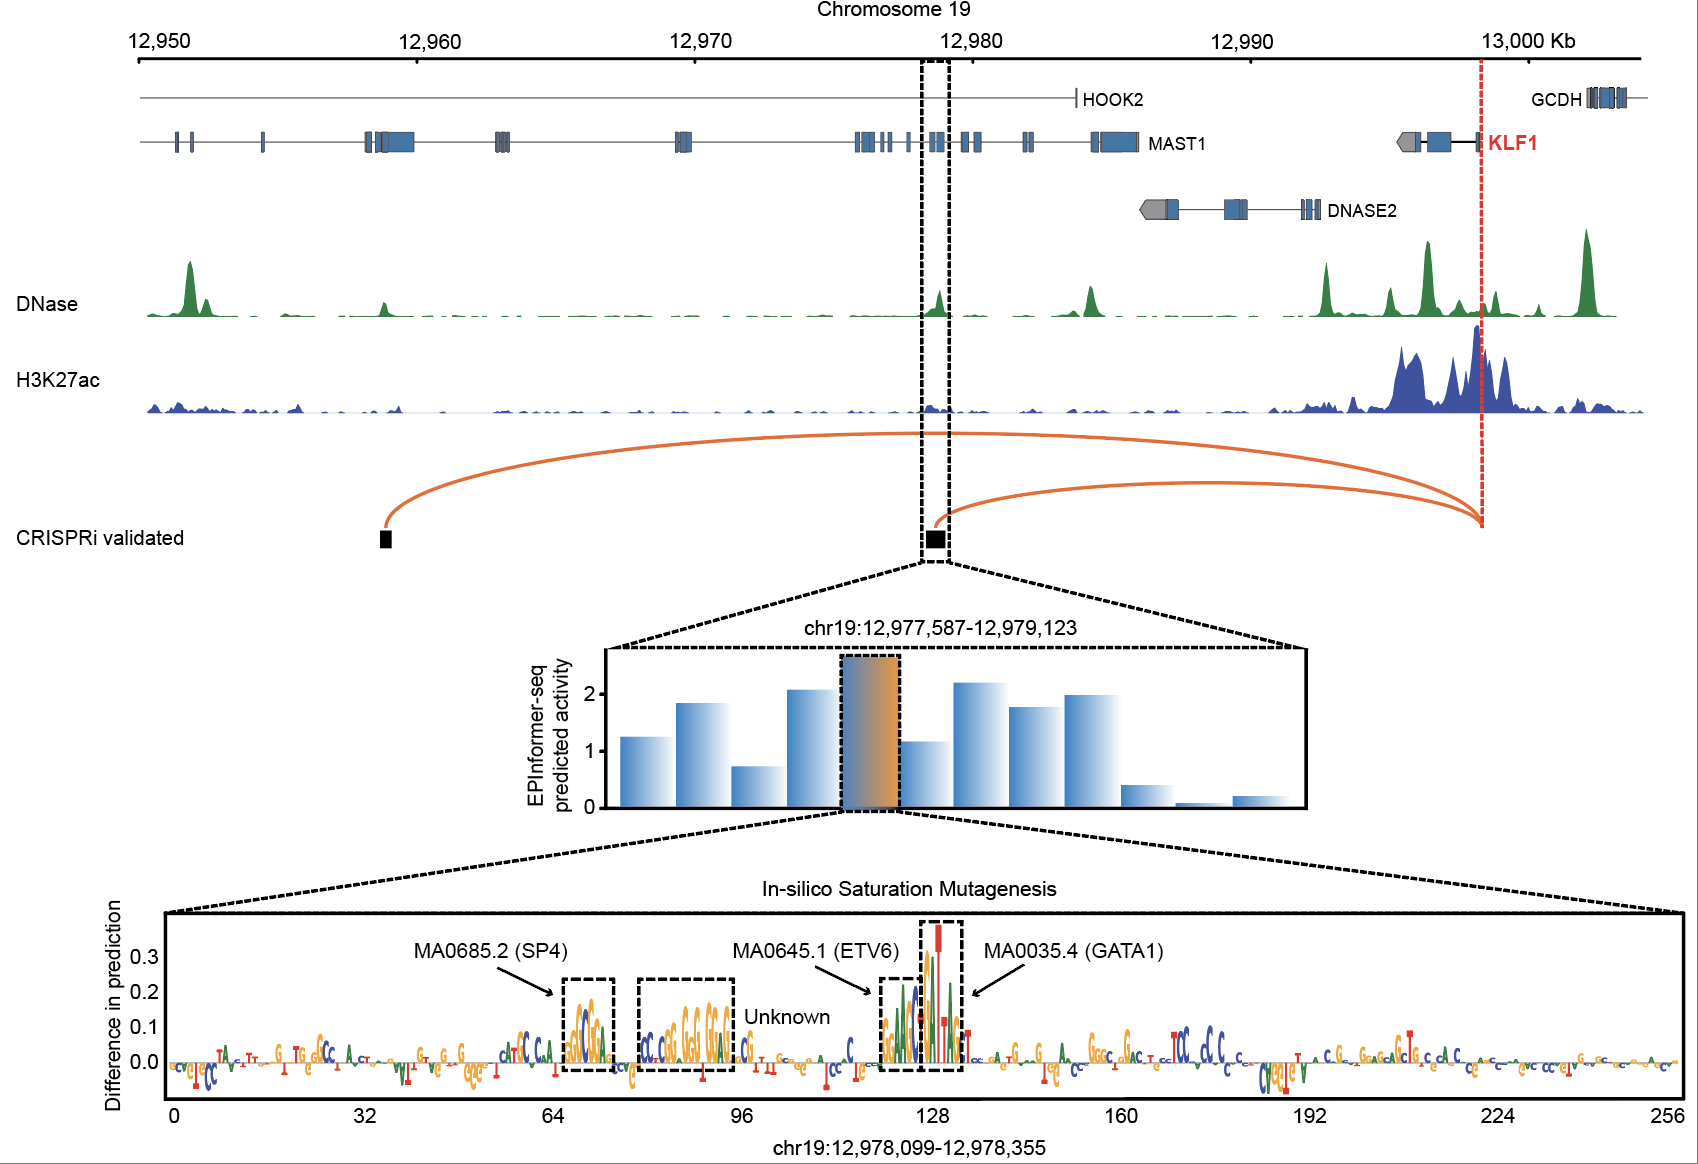 Chromosome 19
12,950 12,960 12,970 12,980 12,990 13,000 Kb
HOOK2
GCDH
MAST1
KLF1
DNASE2
DNase
H3K27ac
CRISPRi validated
chr19:12,977,587-12,979,123
EPInformer-seq
predicted activity
2
1
0
In-silico Saturation Mutagenesis
Difference in prediction
MA0685.2 (SP4)
MA0645.1 (ETV6)
MA0035.4 (GATA1)
0.3
0.2
0.1
0.0
Unknown
0 32 64 96 128 160 192 224 256
chr19:12,978,099-12,978,355